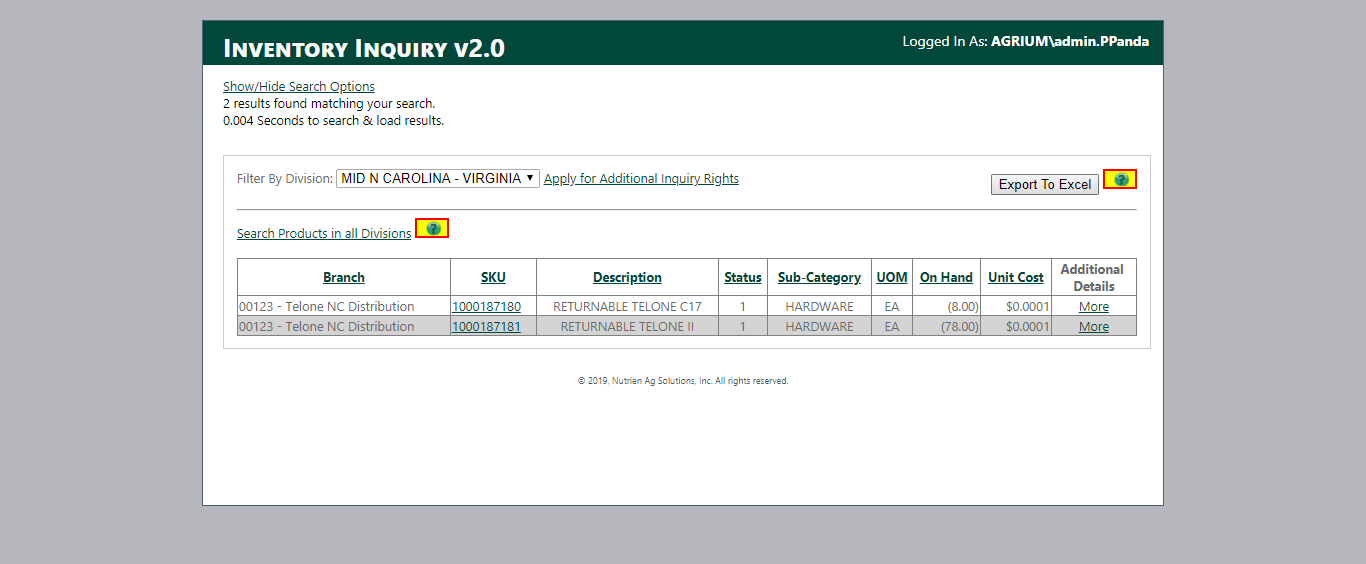 Inventory Inquiry v2.0
Logged In As: AGRIUM\admin.PPanda
Show/Hide Search Options
2 results found matching your search.
0.004 Seconds to search & load results.
Filter By Division: MID N CAROLINA - VIRGINIA ▼ Apply for Additional Inquiry Rights
Export To Excel ?
Search Products in all Divisions ?
Branch SKU Description Status Sub-Category UOM On Hand Unit Cost Additional Details
00123 - Telone NC Distribution 1000187180 RETURNABLE TELONE C17 1 HARDWARE EA (8.00) $0.0001 More
00123 - Telone NC Distribution 1000187181 RETURNABLE TELONE II 1 HARDWARE EA (78.00) $0.0001 More
© 2019, Nutrien Ag Solutions, Inc. All rights reserved.